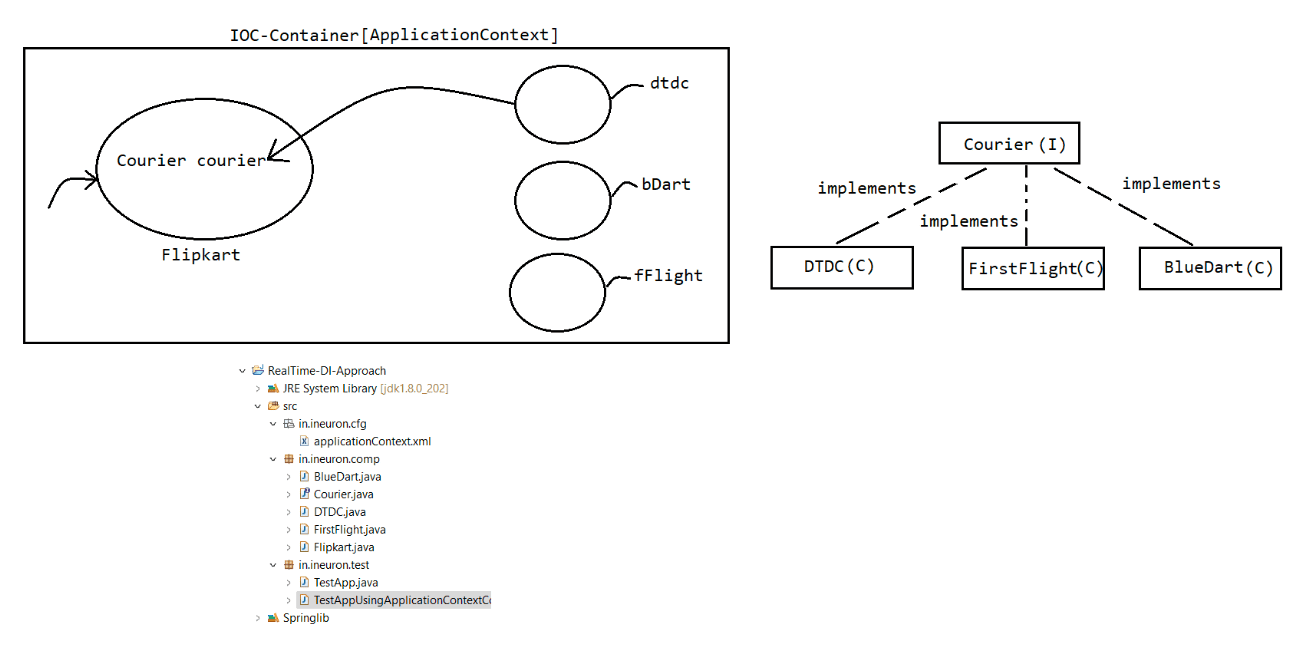 IOC-Container[ApplicationContext]
dtdc
Courier courier
bDart
Flipkart
fFlight
Courier(I)
implements
implements
implements
DTDC(C)
FirstFlight(C)
BlueDart(C)
RealTime-DI-Approach
JRE System Library [jdk1.8.0_202]
src
in.ineuron.cfg
applicationContext.xml
in.ineuron.comp
BlueDart.java
Courier.java
DTDC.java
FirstFlight.java
Flipkart.java
in.ineuron.test
TestApp.java
TestAppUsingApplicationContextC
Springlib